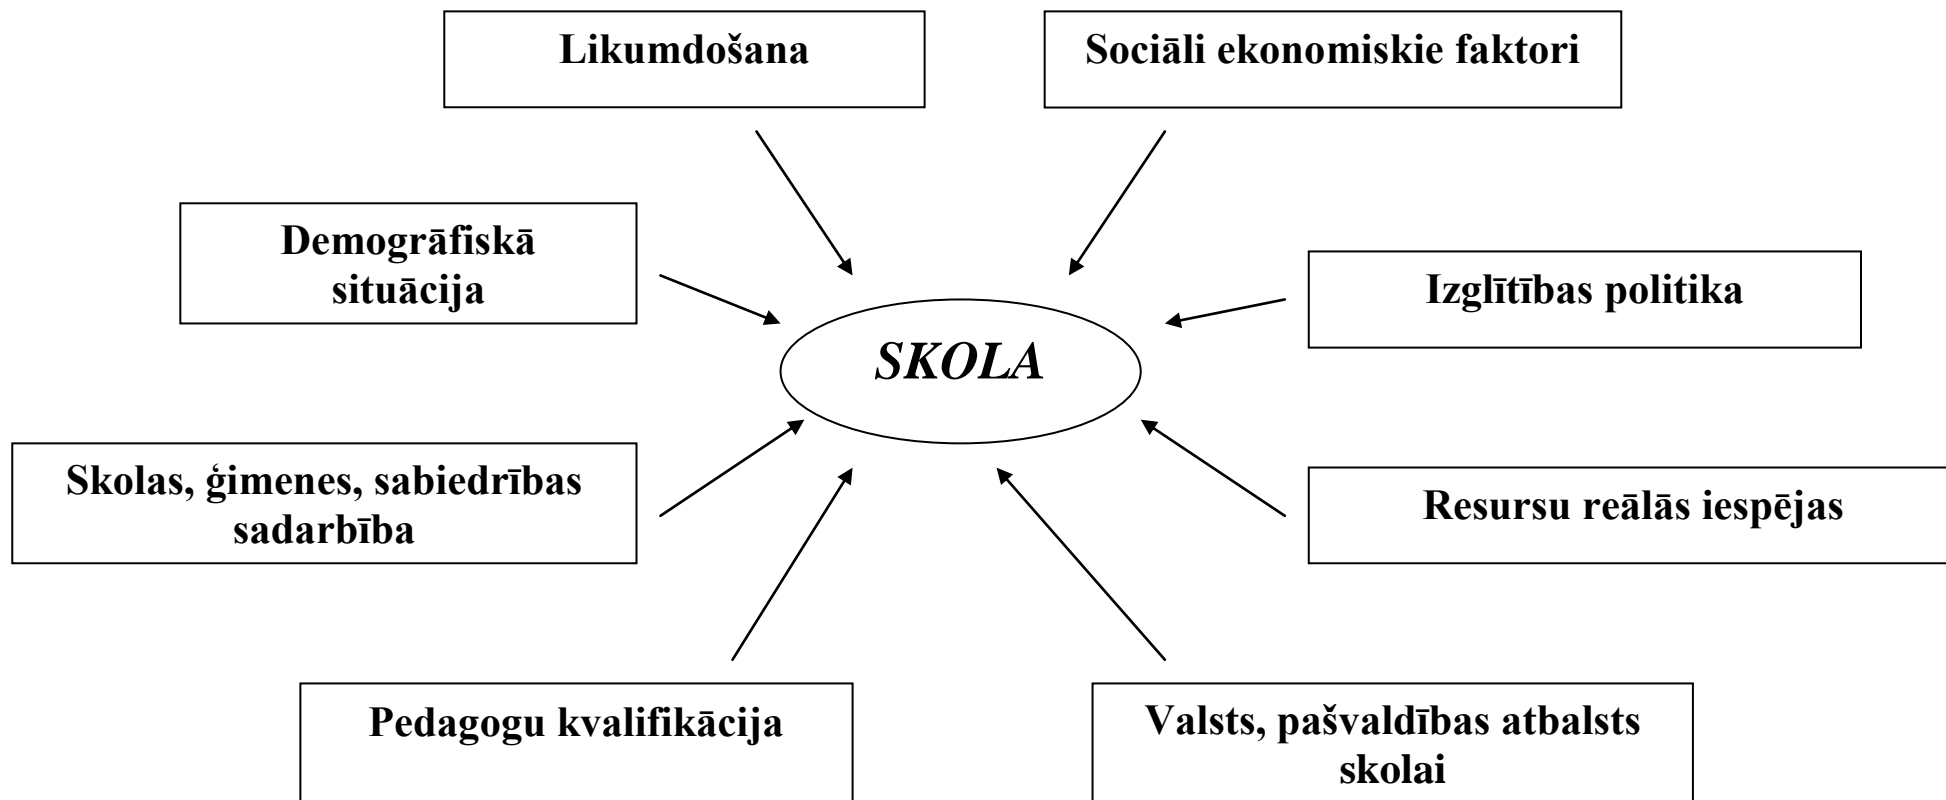 Likumdošana
Sociāli ekonomiskie faktori
Demogrāfiskā
situācija
Izglītības politika
SKOLA
Skolas, ģimenes, sabiedrības
sadarbība
Resursu reālās iespējas
Pedagogu kvalifikācija
Valsts, pašvaldības atbalsts
skolai